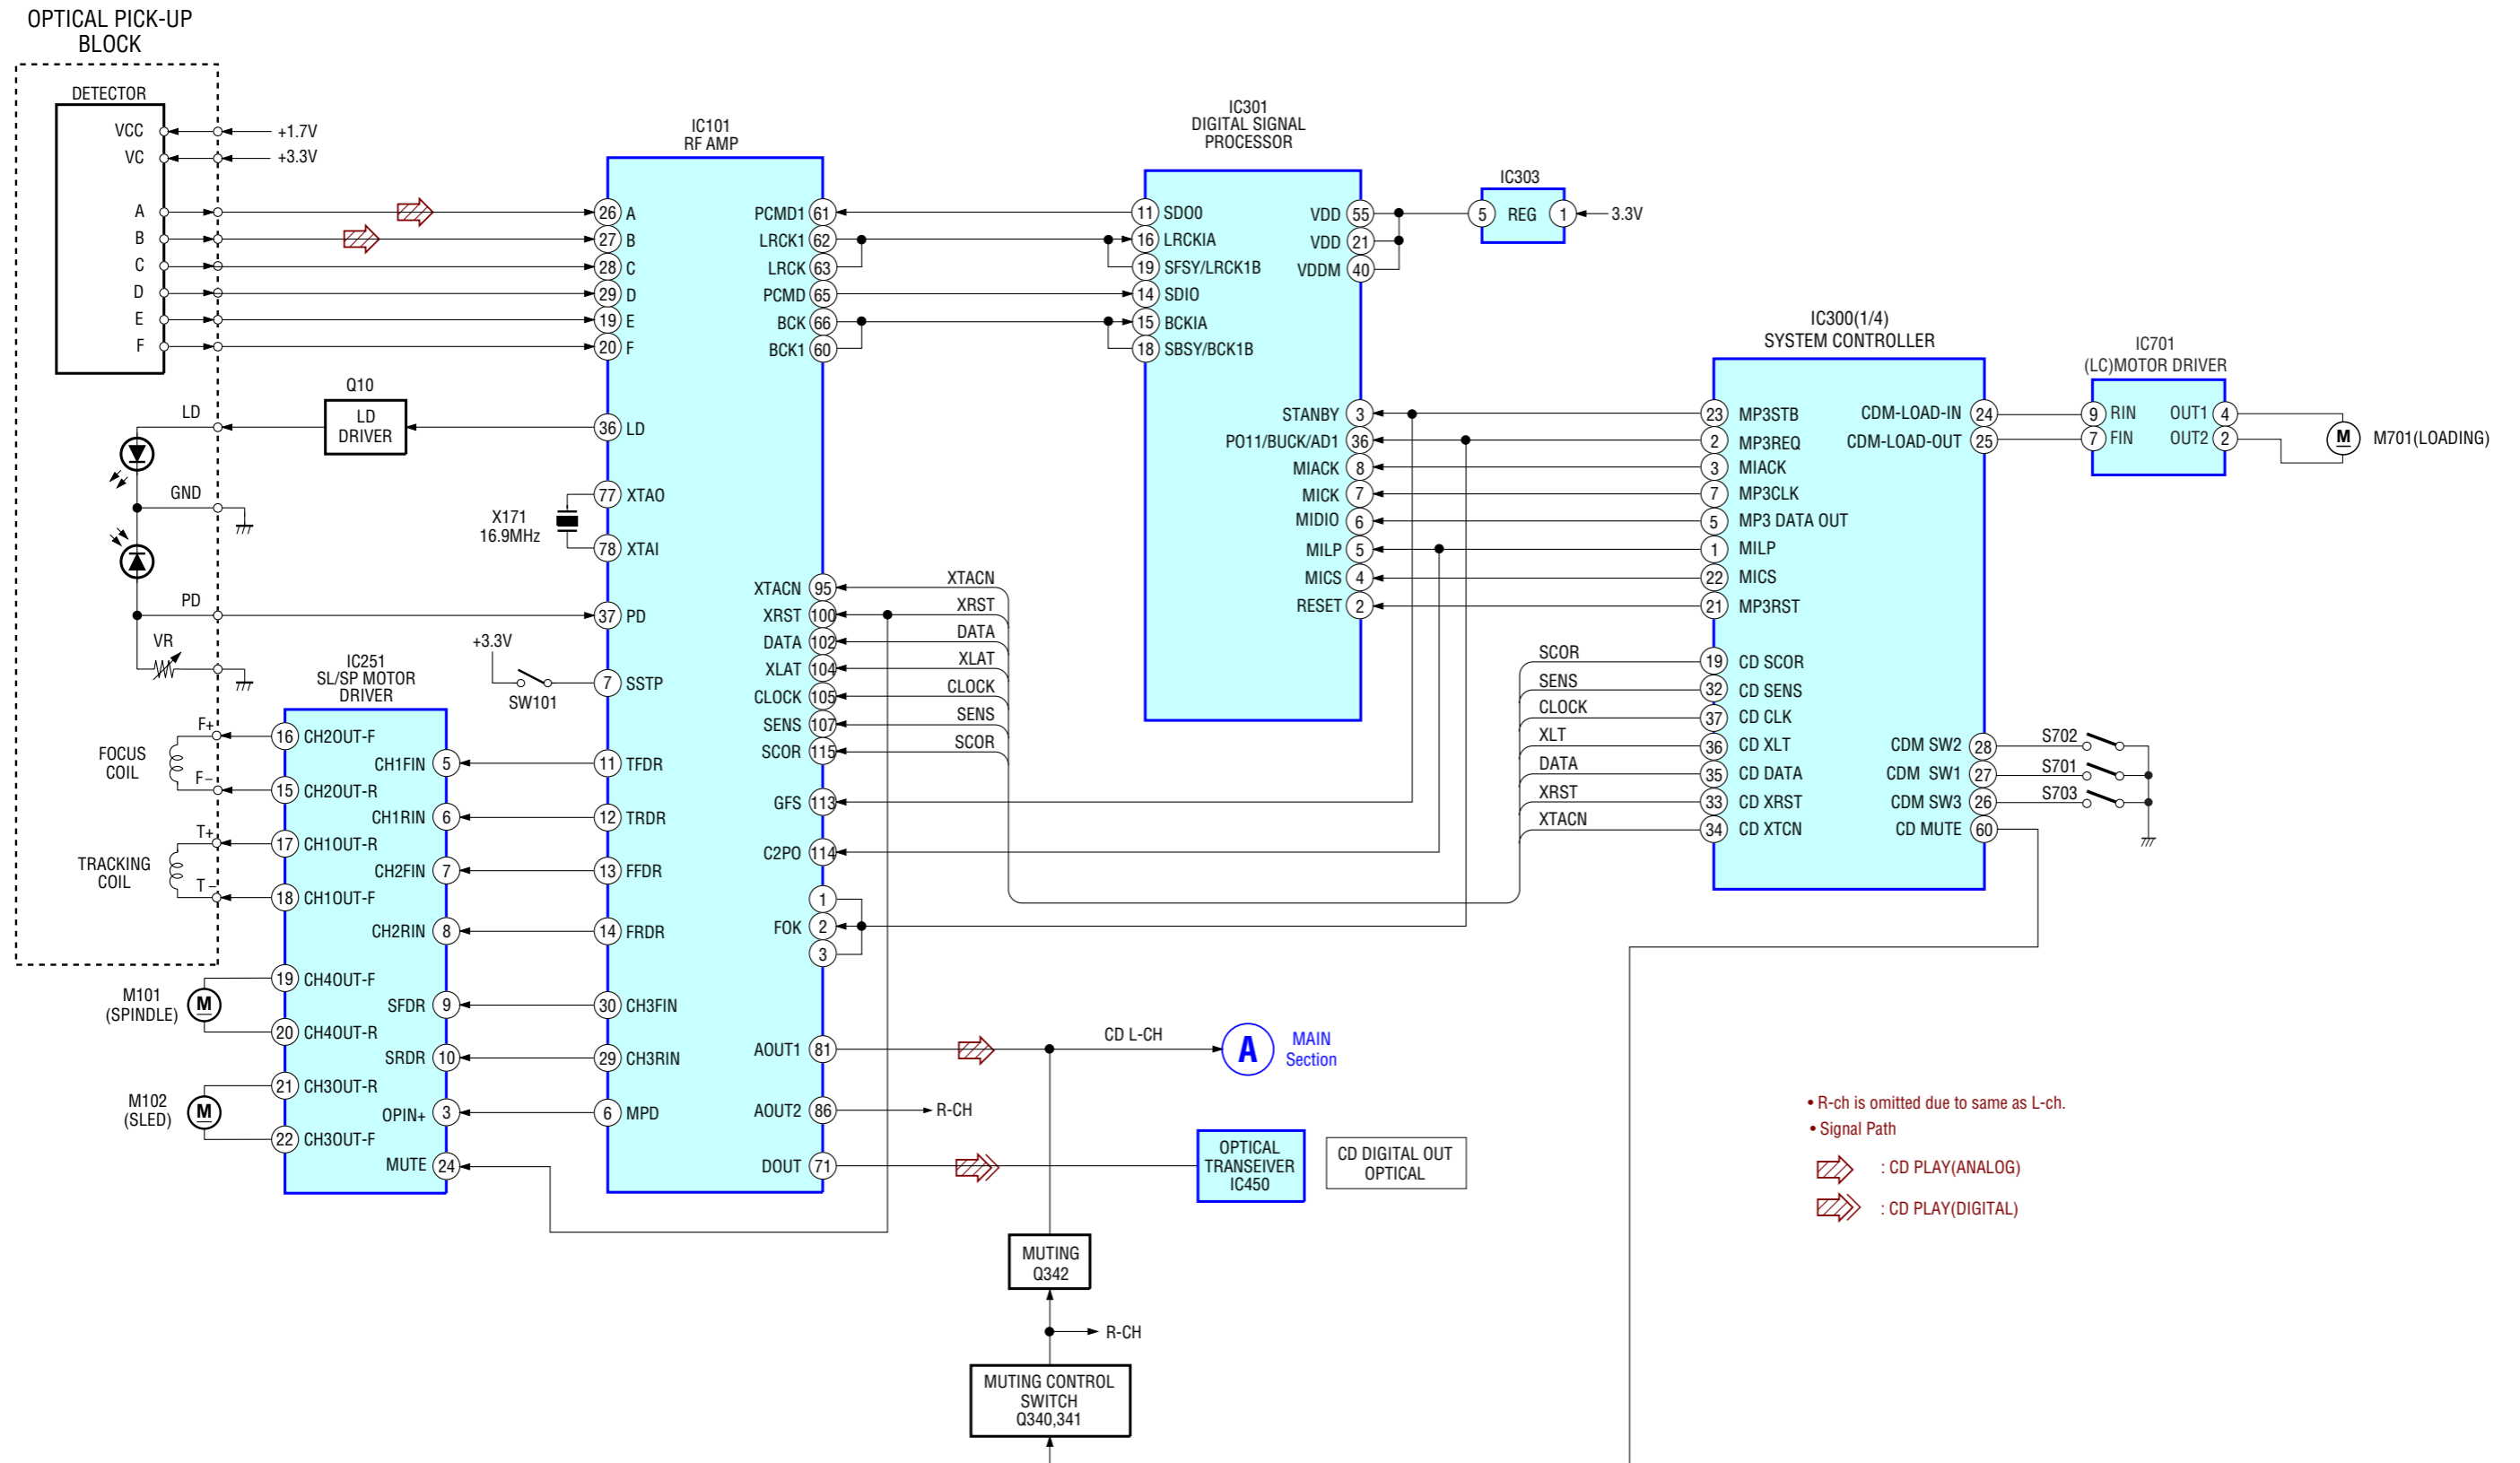 OPTICAL PICK-UP
BLOCK
DETECTOR
VCC
+1.7V
VC
+3.3V
A
B
C
D
E
F
LD
Q10
LD
DRIVER
GND
PD
VR
X171
16.9MHz
+3.3V
SW101
IC101
RF AMP
26 A
27 B
28 C
29 D
19 E
20 F
36 LD
77 XTAO
78 XTAI
37 PD
7 SSTP
11 TFDR
12 TRDR
13 FFDR
14 FRDR
30 CH3FIN
29 CH3RIN
6 MPD
PCMD1 61
LRCK1 62
LRCK 63
PCMD 65
BCK 66
BCK1 60
XTACN 95
XRST 100
DATA 102
XLAT 104
CLOCK 105
SENS 107
SCOR 115
GFS 113
C2PO 114
1
FOK 2
3
AOUT1 81
AOUT2 86
DOUT 71
XTACN
XRST
DATA
XLAT
CLOCK
SENS
SCOR
IC251
SL/SP MOTOR
DRIVER
F+
FOCUS
COIL
F–
T+
TRACKING
COIL
T–
M101
(SPINDLE)
M
M102
(SLED)
M
16 CH2OUT-F
15 CH2OUT-R
17 CH1OUT-R
18 CH1OUT-F
19 CH4OUT-F
20 CH4OUT-R
21 CH3OUT-R
22 CH3OUT-F
CH1FIN 5
CH1RIN 6
CH2FIN 7
CH2RIN 8
SFDR 9
SRDR 10
OPIN+ 3
MUTE 24
IC301
DIGITAL SIGNAL
PROCESSOR
11 SDO0
16 LRCKIA
19 SFSY/LRCK1B
14 SDIO
15 BCKIA
18 SBSY/BCK1B
VDD 55
VDD 21
VDDM 40
STANBY 3
PO11/BUCK/AD1 36
MIACK 8
MICK 7
MIDIO 6
MILP 5
MICS 4
RESET 2
IC303
5 REG 1
3.3V
IC300(1/4)
SYSTEM CONTROLLER
23 MP3STB
2 MP3REQ
3 MIACK
7 MP3CLK
5 MP3 DATA OUT
1 MILP
22 MICS
21 MP3RST
19 CD SCOR
32 CD SENS
37 CD CLK
36 CD XLT
35 CD DATA
33 CD XRST
34 CD XTCN
SCOR
SENS
CLOCK
XLT
DATA
XRST
XTACN
CDM-LOAD-IN 24
CDM-LOAD-OUT 25
CDM SW2 28
CDM SW1 27
CDM SW3 26
CD MUTE 60
S702
S701
S703
IC701
(LC)MOTOR DRIVER
9 RIN
7 FIN
OUT1 4
OUT2 2
M
M701(LOADING)
CD L-CH
A
MAIN
Section
R-CH
OPTICAL
TRANSEIVER
IC450
CD DIGITAL OUT
OPTICAL
MUTING
Q342
R-CH
MUTING CONTROL
SWITCH
Q340,341
• R-ch is omitted due to same as L-ch.
• Signal Path
: CD PLAY(ANALOG)
: CD PLAY(DIGITAL)